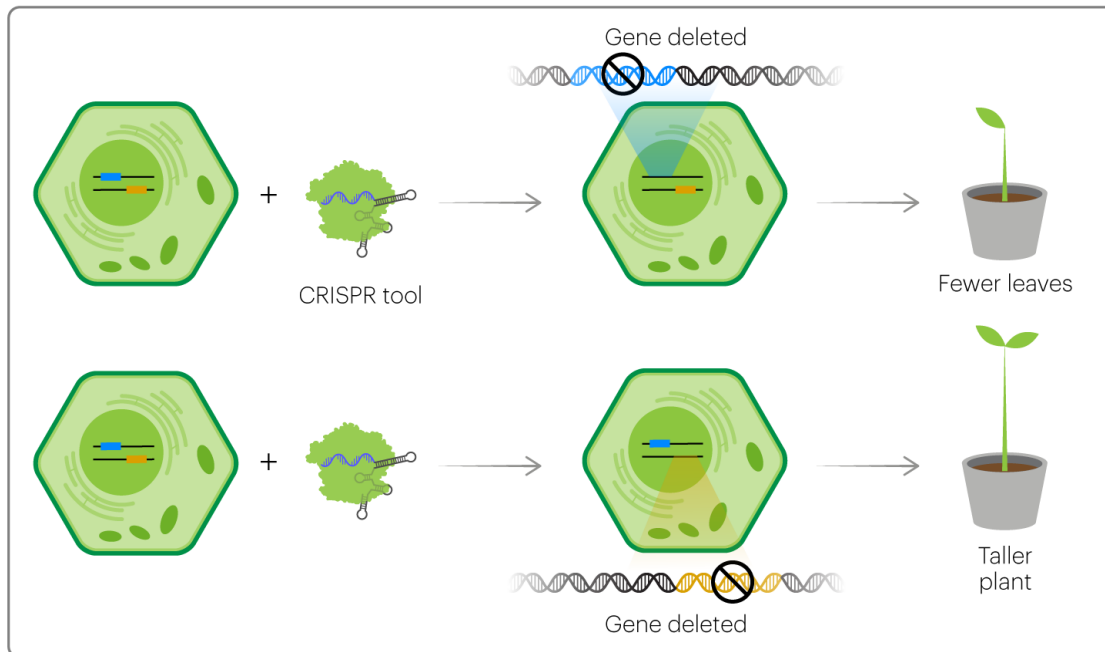 Gene deleted
+
CRISPR tool
Fewer leaves
+
Taller
plant
Gene deleted